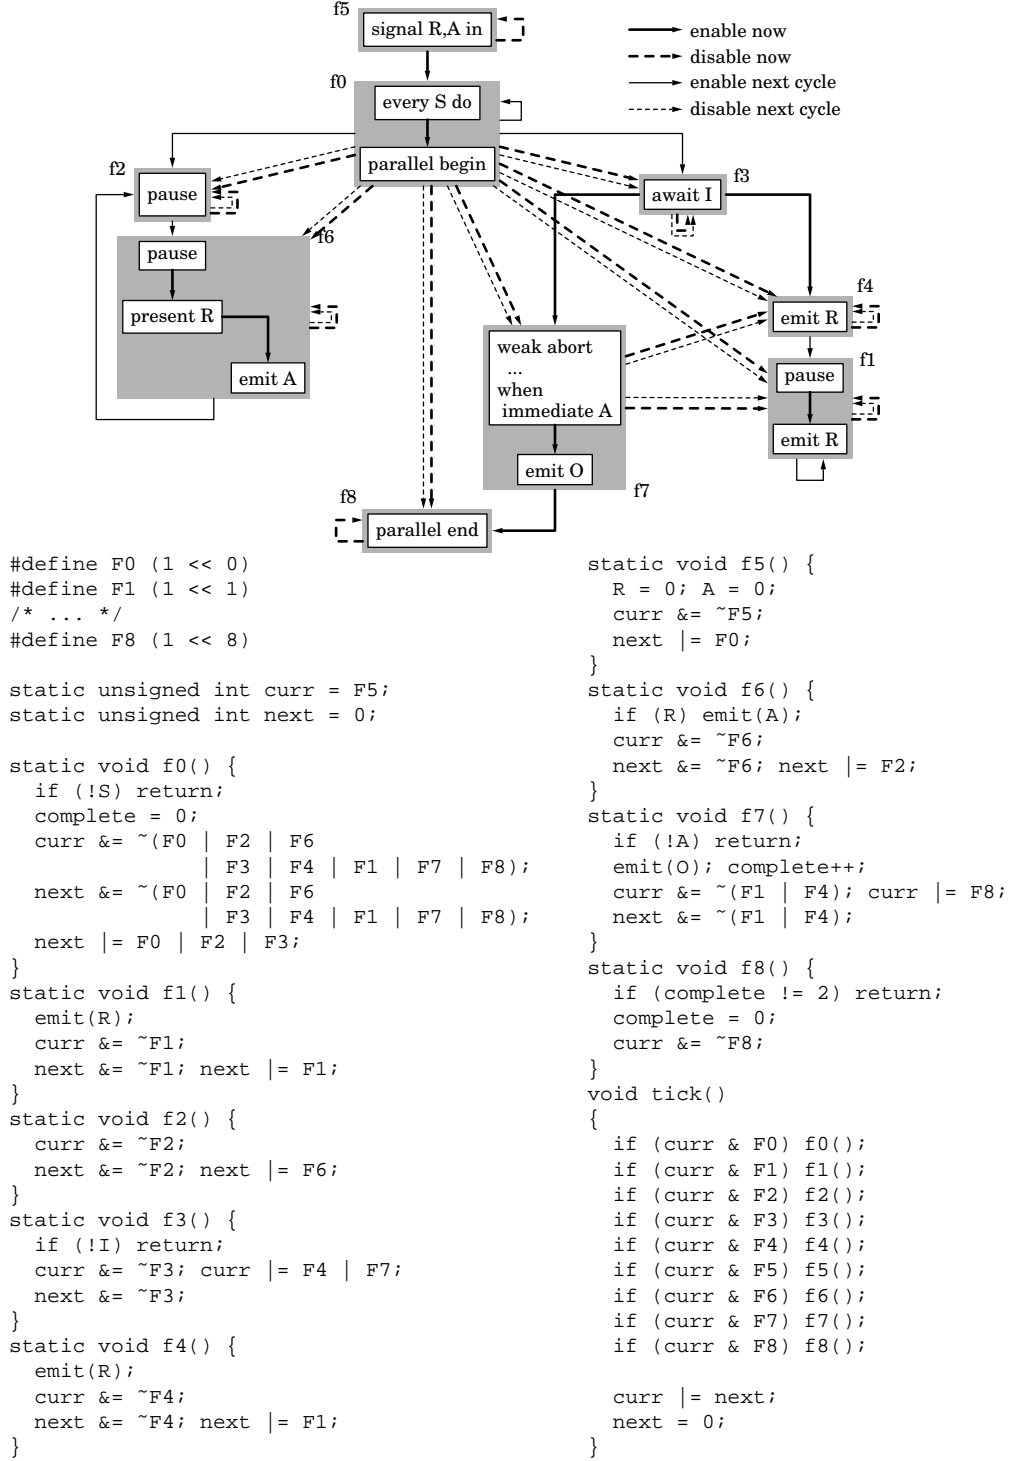 f5
signal R,A in
enable now
disable now
enable next cycle
disable next cycle
f0
every S do
parallel begin
f2
pause
f3
await I
f6
pause
present R
emit A
f4
emit R
f1
pause
emit R
weak abort
...
when
immediate A
emit O
f7
f8
parallel end
#define F0 (1 << 0)
#define F1 (1 << 1)
/* ... */
#define F8 (1 << 8)
static unsigned int curr = F5;
static unsigned int next = 0;
static void f0() {
  if (!S) return;
  complete = 0;
  curr &= ~(F0 | F2 | F6
                | F3 | F4 | F1 | F7 | F8);
  next &= ~(F0 | F2 | F6
                | F3 | F4 | F1 | F7 | F8);
  next |= F0 | F2 | F3;
}
static void f1() {
  emit(R);
  curr &= ~F1;
  next &= ~F1; next |= F1;
}
static void f2() {
  curr &= ~F2;
  next &= ~F2; next |= F6;
}
static void f3() {
  if (!I) return;
  curr &= ~F3; curr |= F4 | F7;
  next &= ~F3;
}
static void f4() {
  emit(R);
  curr &= ~F4;
  next &= ~F4; next |= F1;
}
static void f5() {
  R = 0; A = 0;
  curr &= ~F5;
  next |= F0;
}
static void f6() {
  if (R) emit(A);
  curr &= ~F6;
  next &= ~F6; next |= F2;
}
static void f7() {
  if (!A) return;
  emit(O); complete++;
  curr &= ~(F1 | F4); curr |= F8;
  next &= ~(F1 | F4);
}
static void f8() {
  if (complete != 2) return;
  complete = 0;
  curr &= ~F8;
}
void tick()
{
  if (curr & F0) f0();
  if (curr & F1) f1();
  if (curr & F2) f2();
  if (curr & F3) f3();
  if (curr & F4) f4();
  if (curr & F5) f5();
  if (curr & F6) f6();
  if (curr & F7) f7();
  if (curr & F8) f8();
  curr |= next;
  next = 0;
}